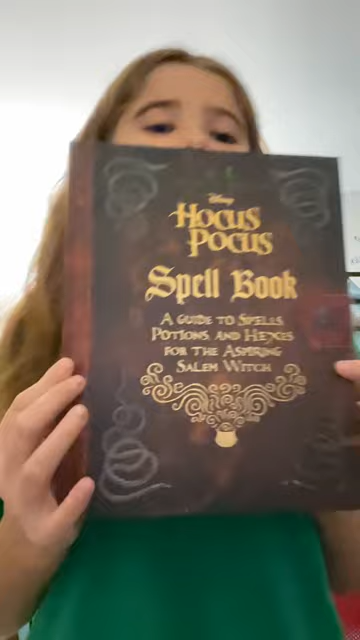 Disney
Hocus
Pocus
Spell Book
A Guide to Spells,
Potions, and Hexes
for the Aspiring
Salem Witch